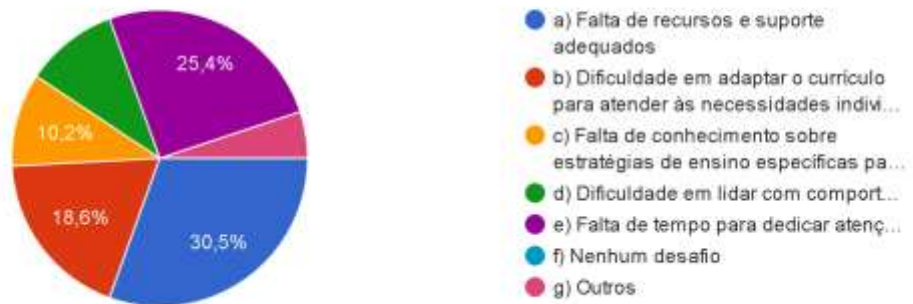 25,4%
10,2%
18,6%
30,5%
a) Falta de recursos e suporte
adequados
b) Dificuldade em adaptar o currículo
para atender às necessidades indivi...
c) Falta de conhecimento sobre
estratégias de ensino específicas pa...
d) Dificuldade em lidar com comport...
e) Falta de tempo para dedicar atenç...
f) Nenhum desafio
g) Outros